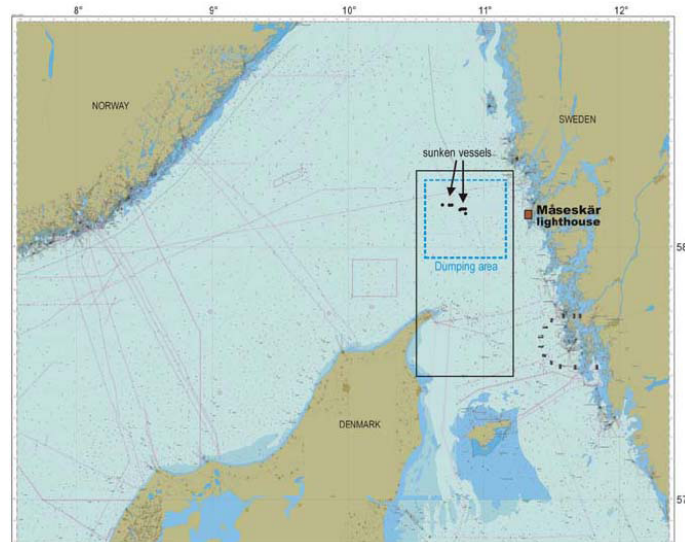 8°
9°
10°
11°
12°
NORWAY
SWEDEN
sunken vessels
Måseskär
lighthouse
58
Dumping area
DENMARK
57